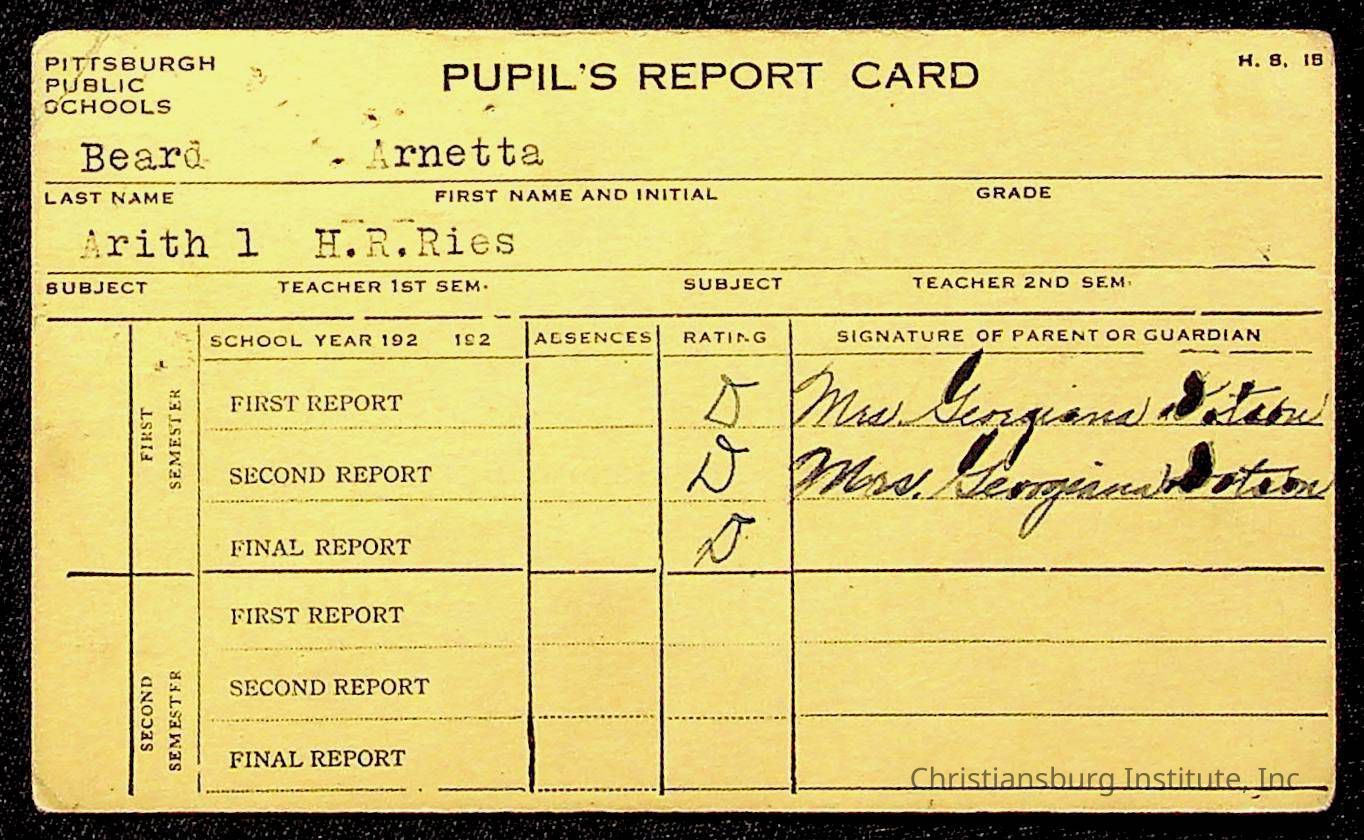 PITTSBURGH
PUBLIC
SCHOOLS
PUPIL'S REPORT CARD
H. S. 18
Beard Arnetta
LAST NAME FIRST NAME AND INITIAL GRADE
Arith 1 H.R.Ries
SUBJECT TEACHER 1ST SEM. SUBJECT TEACHER 2ND SEM.
SCHOOL YEAR 192 192 ABSENCES RATING SIGNATURE OF PARENT OR GUARDIAN
FIRST SEMESTER
FIRST REPORT D Mrs. Georgiana Dotson
SECOND REPORT D Mrs. Georgiana Dotson
FINAL REPORT D
SECOND SEMESTER
FIRST REPORT
SECOND REPORT
FINAL REPORT
Christiansburg Institute, Inc